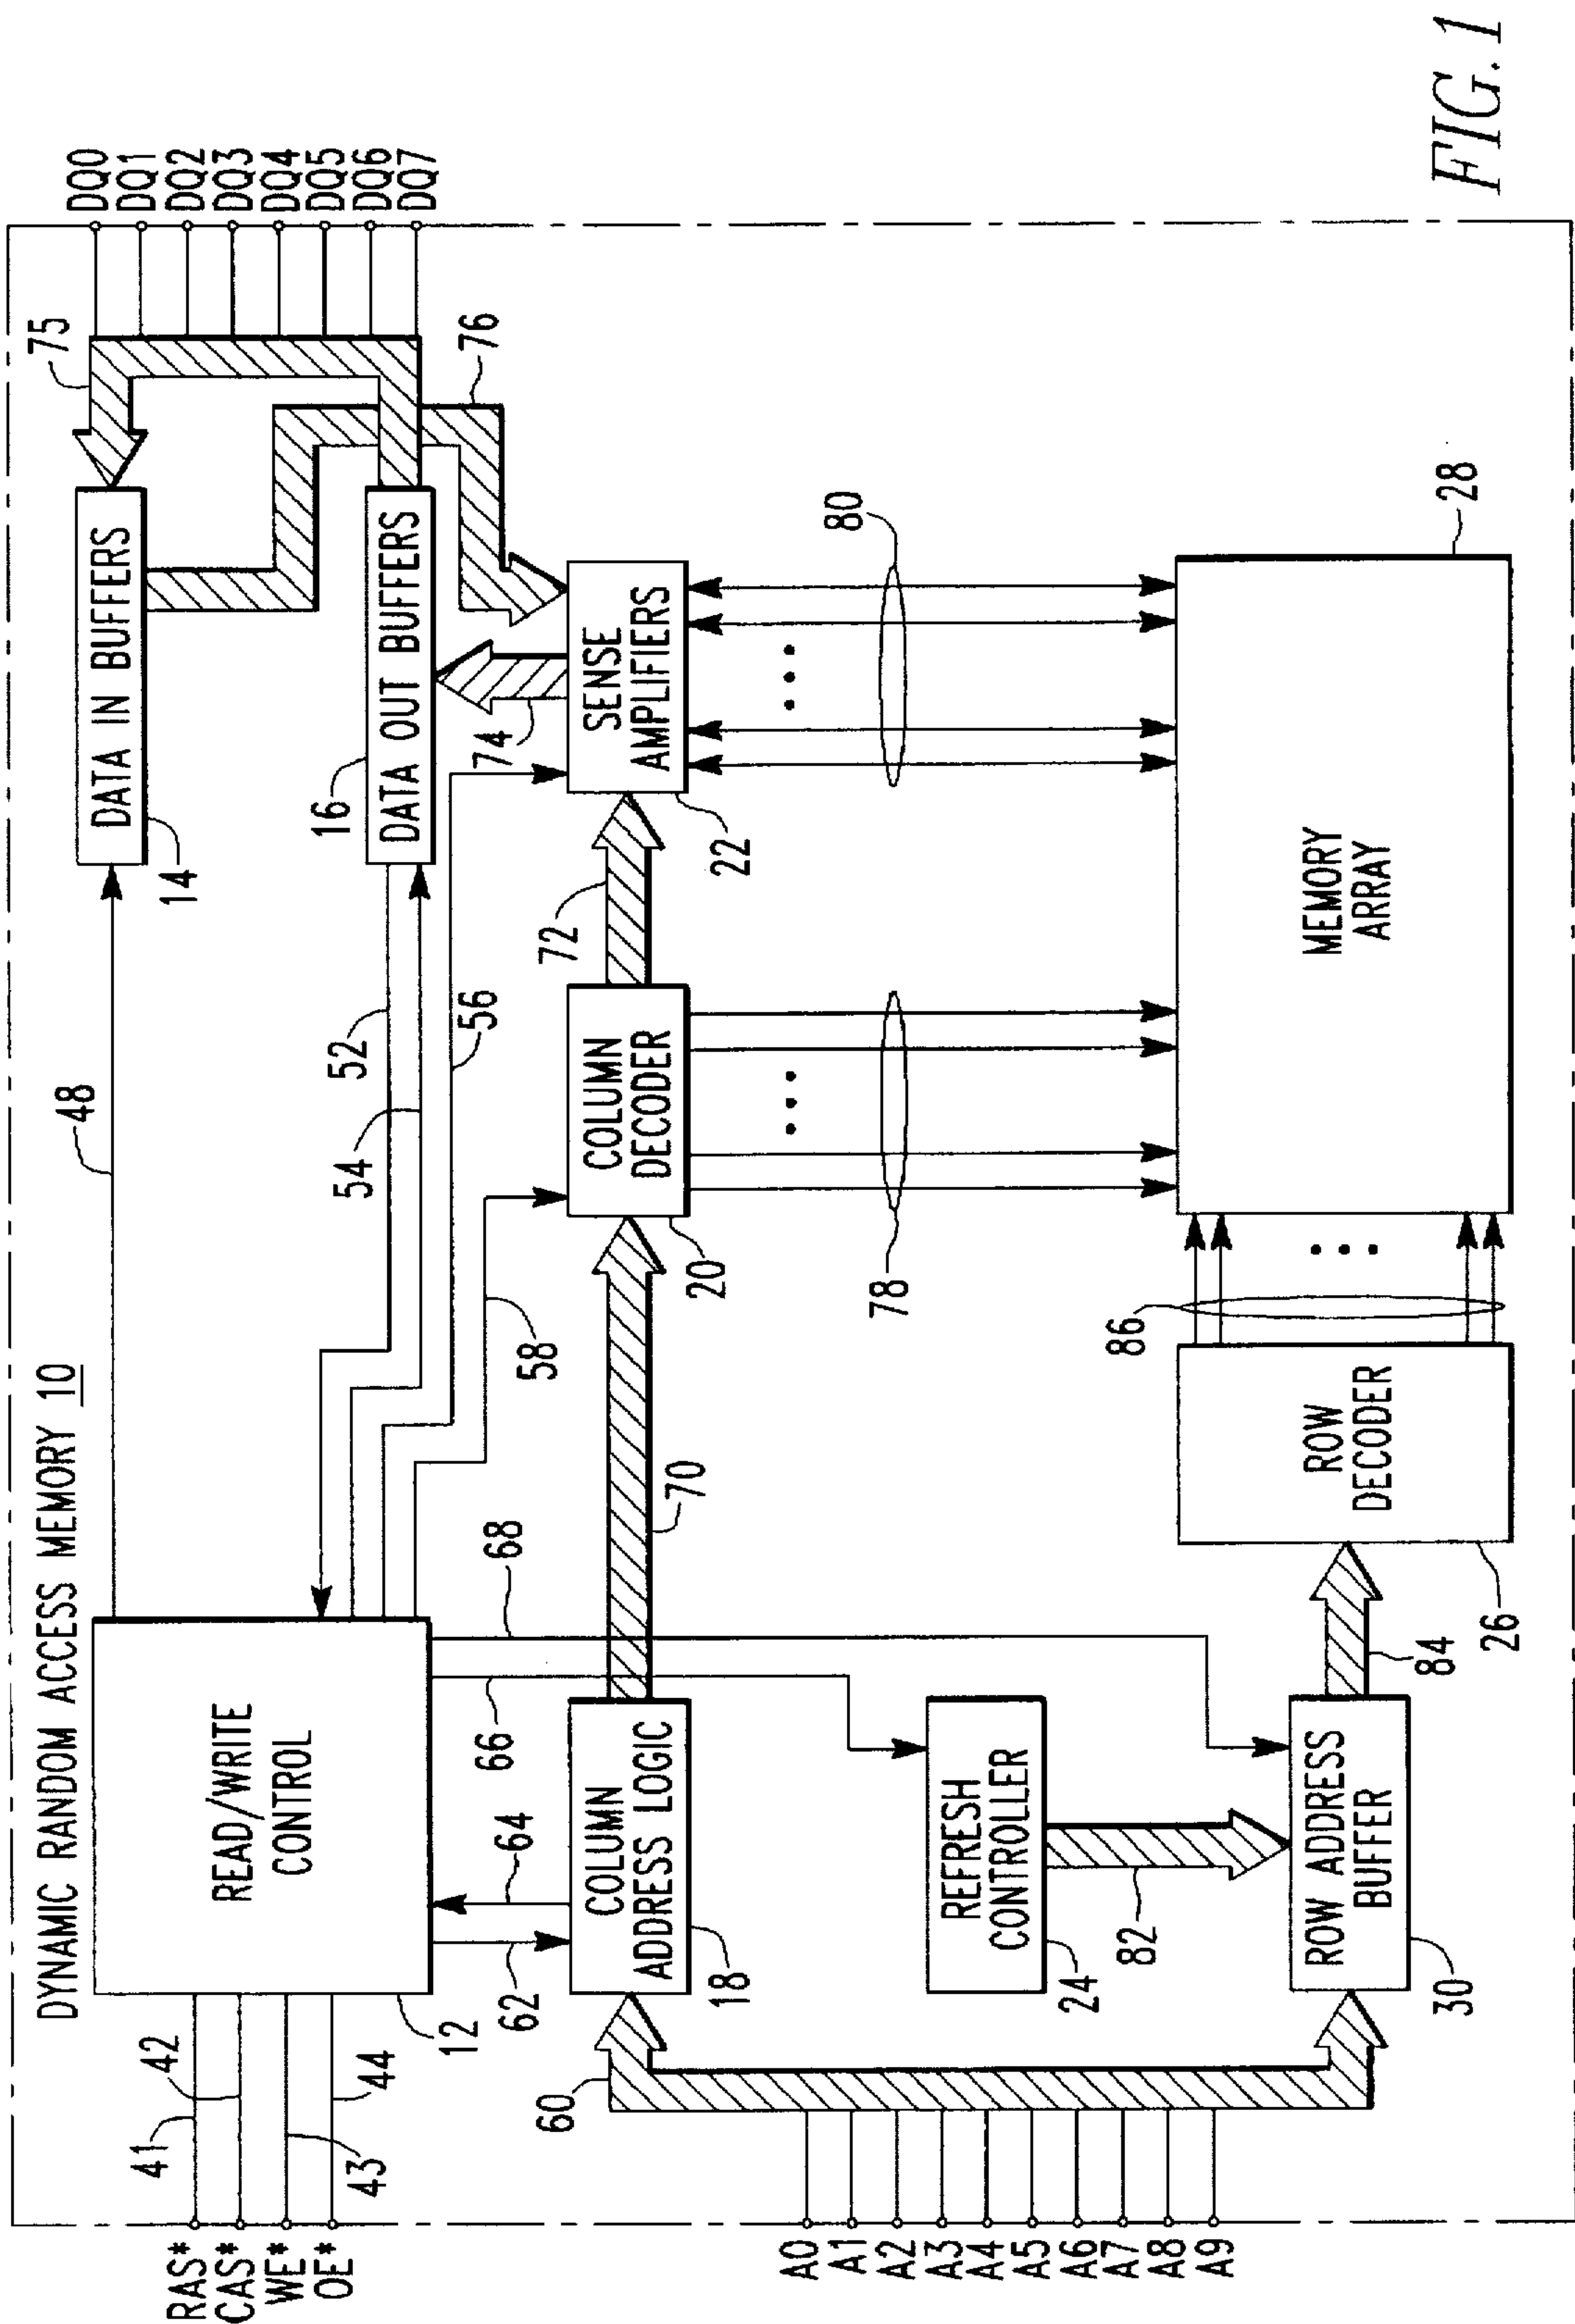 DYNAMIC RANDOM ACCESS MEMORY 10
RAS*
CAS*
WE*
OE*
41
42
43
44
READ/WRITE
CONTROL
12
48
52
54
56
58
DATA IN BUFFERS
14
16
DATA OUT BUFFERS
75
76
DQ0
DQ1
DQ2
DQ3
DQ4
DQ5
DQ6
DQ7
62
64
66
68
COLUMN
ADDRESS LOGIC
18
70
COLUMN
DECODER
20
72
74
SENSE
AMPLIFIERS
22
60
A0
A1
A2
A3
A4
A5
A6
A7
A8
A9
REFRESH
CONTROLLER
24
82
78
80
ROW ADDRESS
BUFFER
30
84
ROW
DECODER
26
86
MEMORY
ARRAY
28
FIG. 1